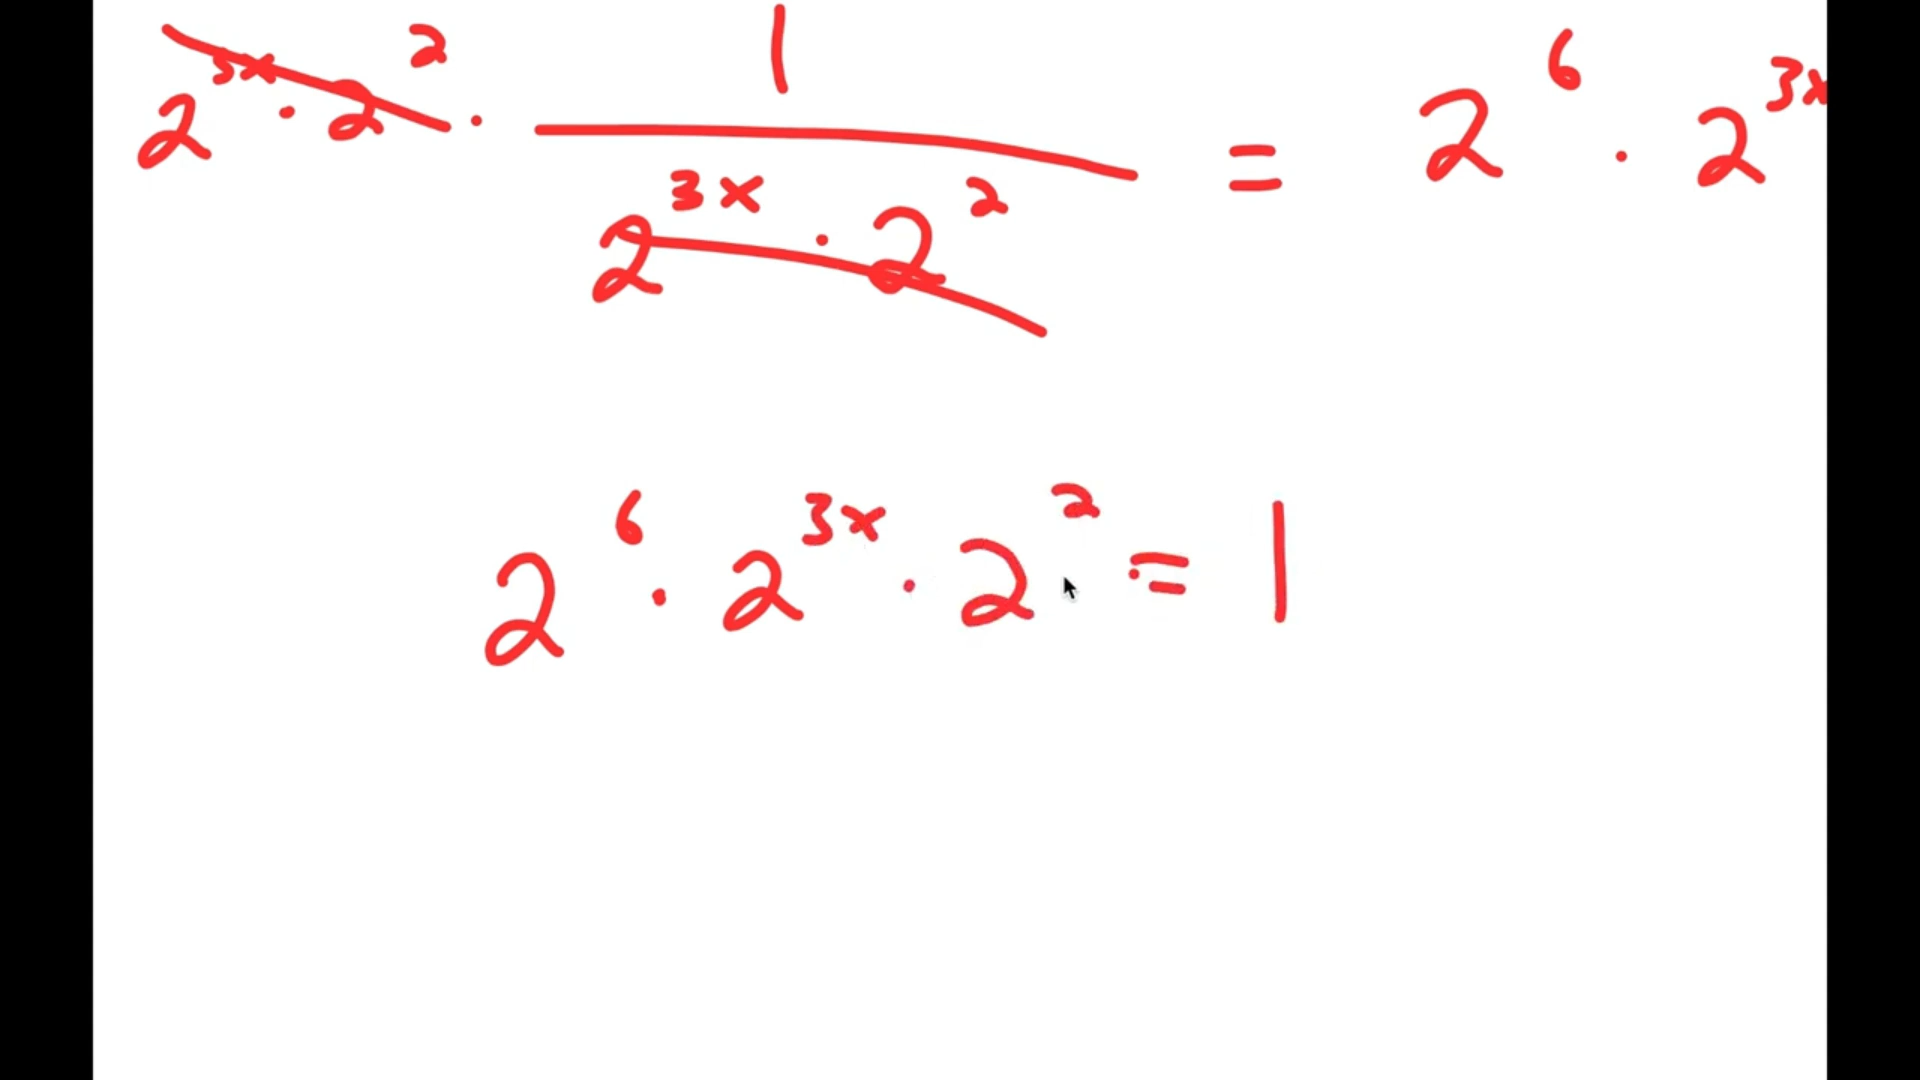 2^{3x} · 2^2 · \frac{1}{2^{3x} · 2^2} = 2^6 · 2^{3x}
2^6 · 2^{3x} · 2^2 = 1